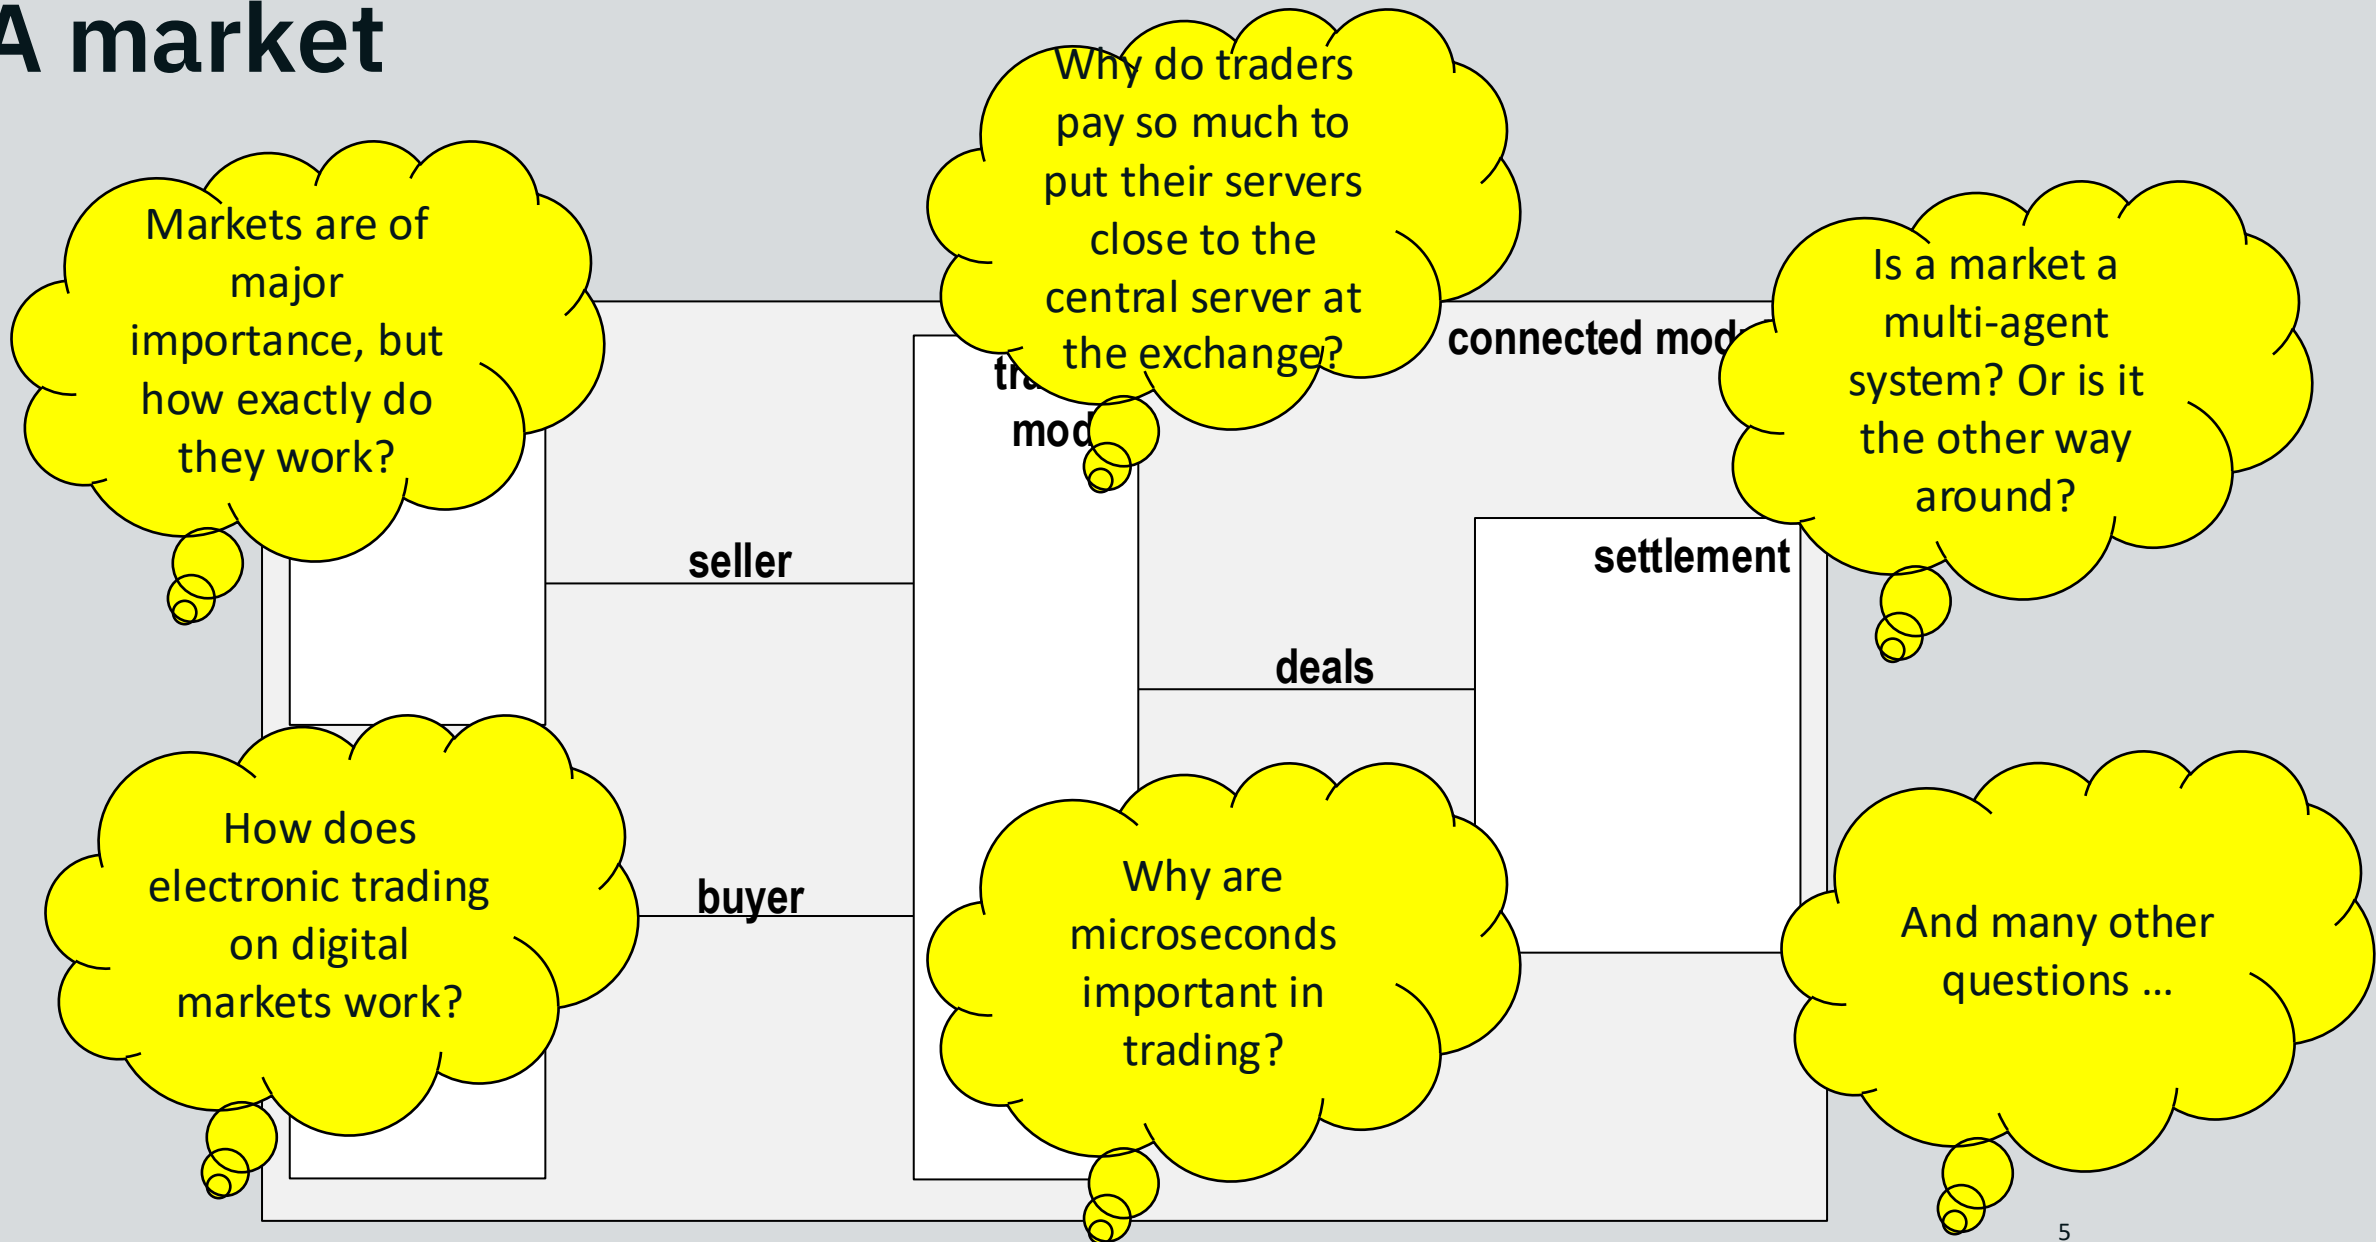 A market
Why do traders
pay so much to
put their servers
close to the
central server at
the exchange?
Markets are of
major
importance, but
how exactly do
they work?
Is a market a
multi-agent
system? Or is it
the other way
around?
connected
seller
settlement
deals
buyer
How does
electronic trading
on digital
markets work?
Why are
microseconds
important in
trading?
And many other
questions ...
5